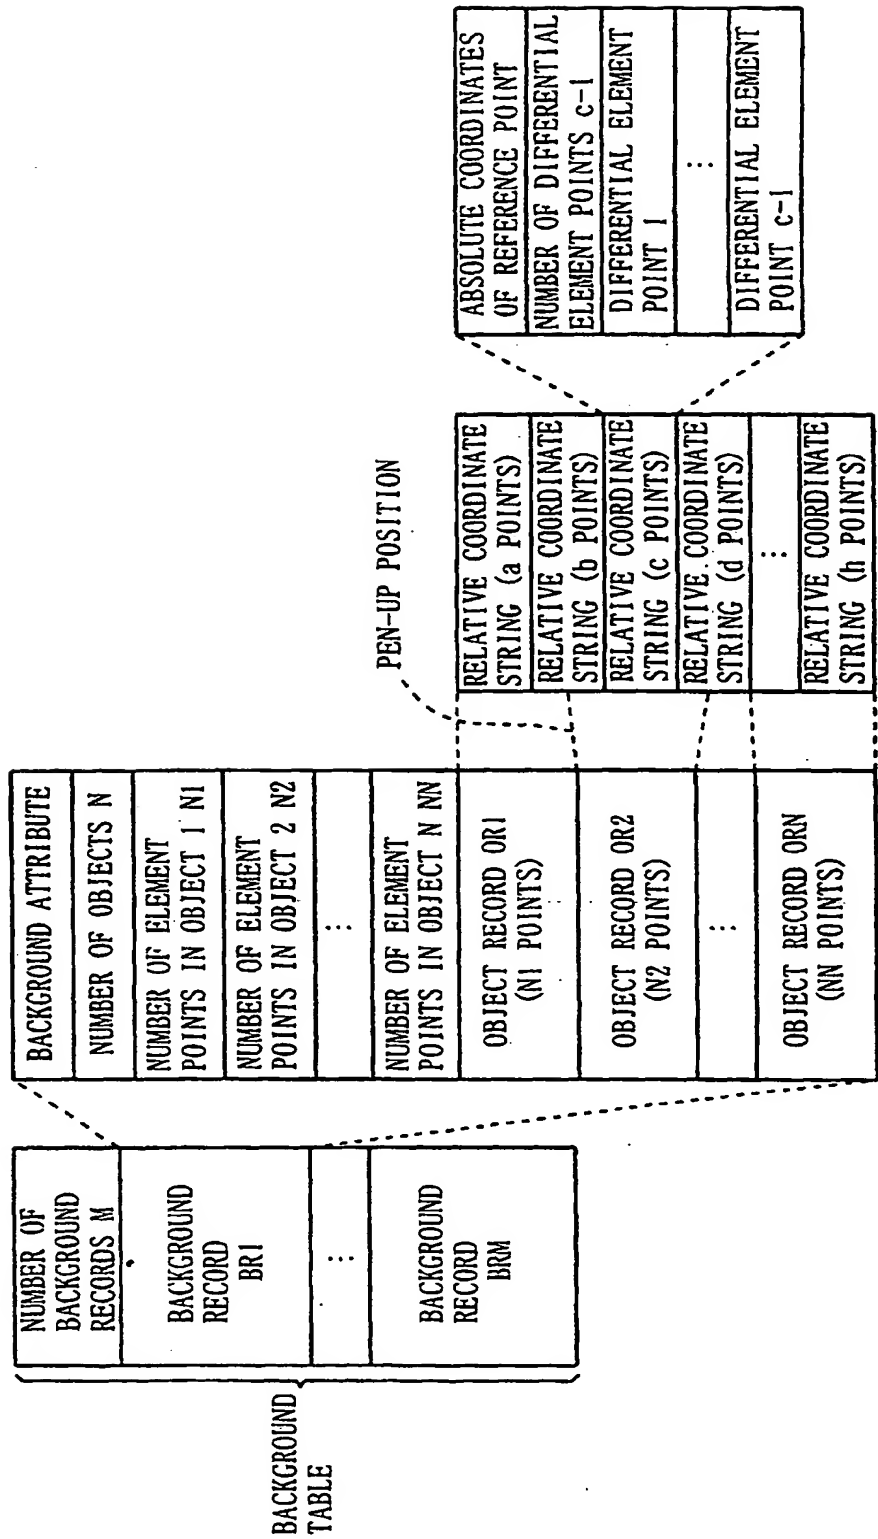 BACKGROUND
TABLE
NUMBER OF
BACKGROUND
RECORDS M
BACKGROUND
RECORD
BR1
⋮
BACKGROUND
RECORD
BRM
BACKGROUND ATTRIBUTE
NUMBER OF OBJECTS N
NUMBER OF ELEMENT
POINTS IN OBJECT 1 N1
NUMBER OF ELEMENT
POINTS IN OBJECT 2 N2
⋮
NUMBER OF ELEMENT
POINTS IN OBJECT N NN
OBJECT RECORD OR1
(N1 POINTS)
OBJECT RECORD OR2
(N2 POINTS)
⋮
OBJECT RECORD ORN
(NN POINTS)
PEN-UP POSITION
RELATIVE COORDINATE
STRING (a POINTS)
RELATIVE COORDINATE
STRING (b POINTS)
RELATIVE COORDINATE
STRING (c POINTS)
RELATIVE COORDINATE
STRING (d POINTS)
⋮
RELATIVE COORDINATE
STRING (h POINTS)
ABSOLUTE COORDINATES
OF REFERENCE POINT
NUMBER OF DIFFERENTIAL
ELEMENT POINTS c-1
DIFFERENTIAL ELEMENT
POINT 1
⋮
DIFFERENTIAL ELEMENT
POINT c-1